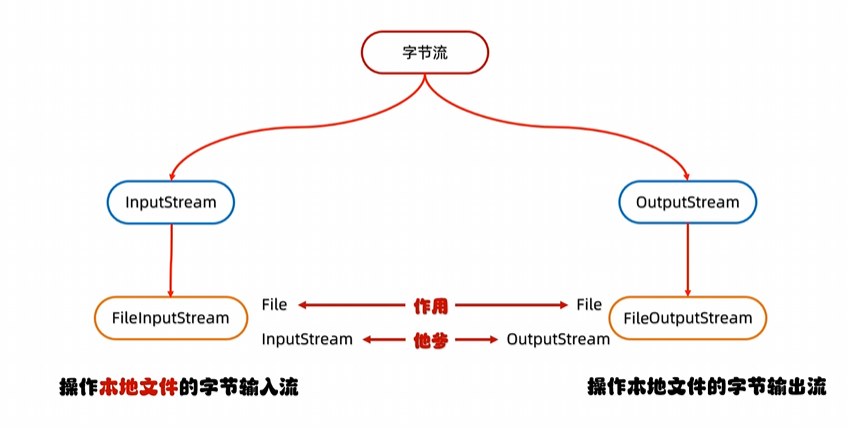 字节流
InputStream
OutputStream
FileInputStream
File
作用
File
FileOutputStream
InputStream
他爹
OutputStream
操作本地文件的字节输入流
操作本地文件的字节输出流